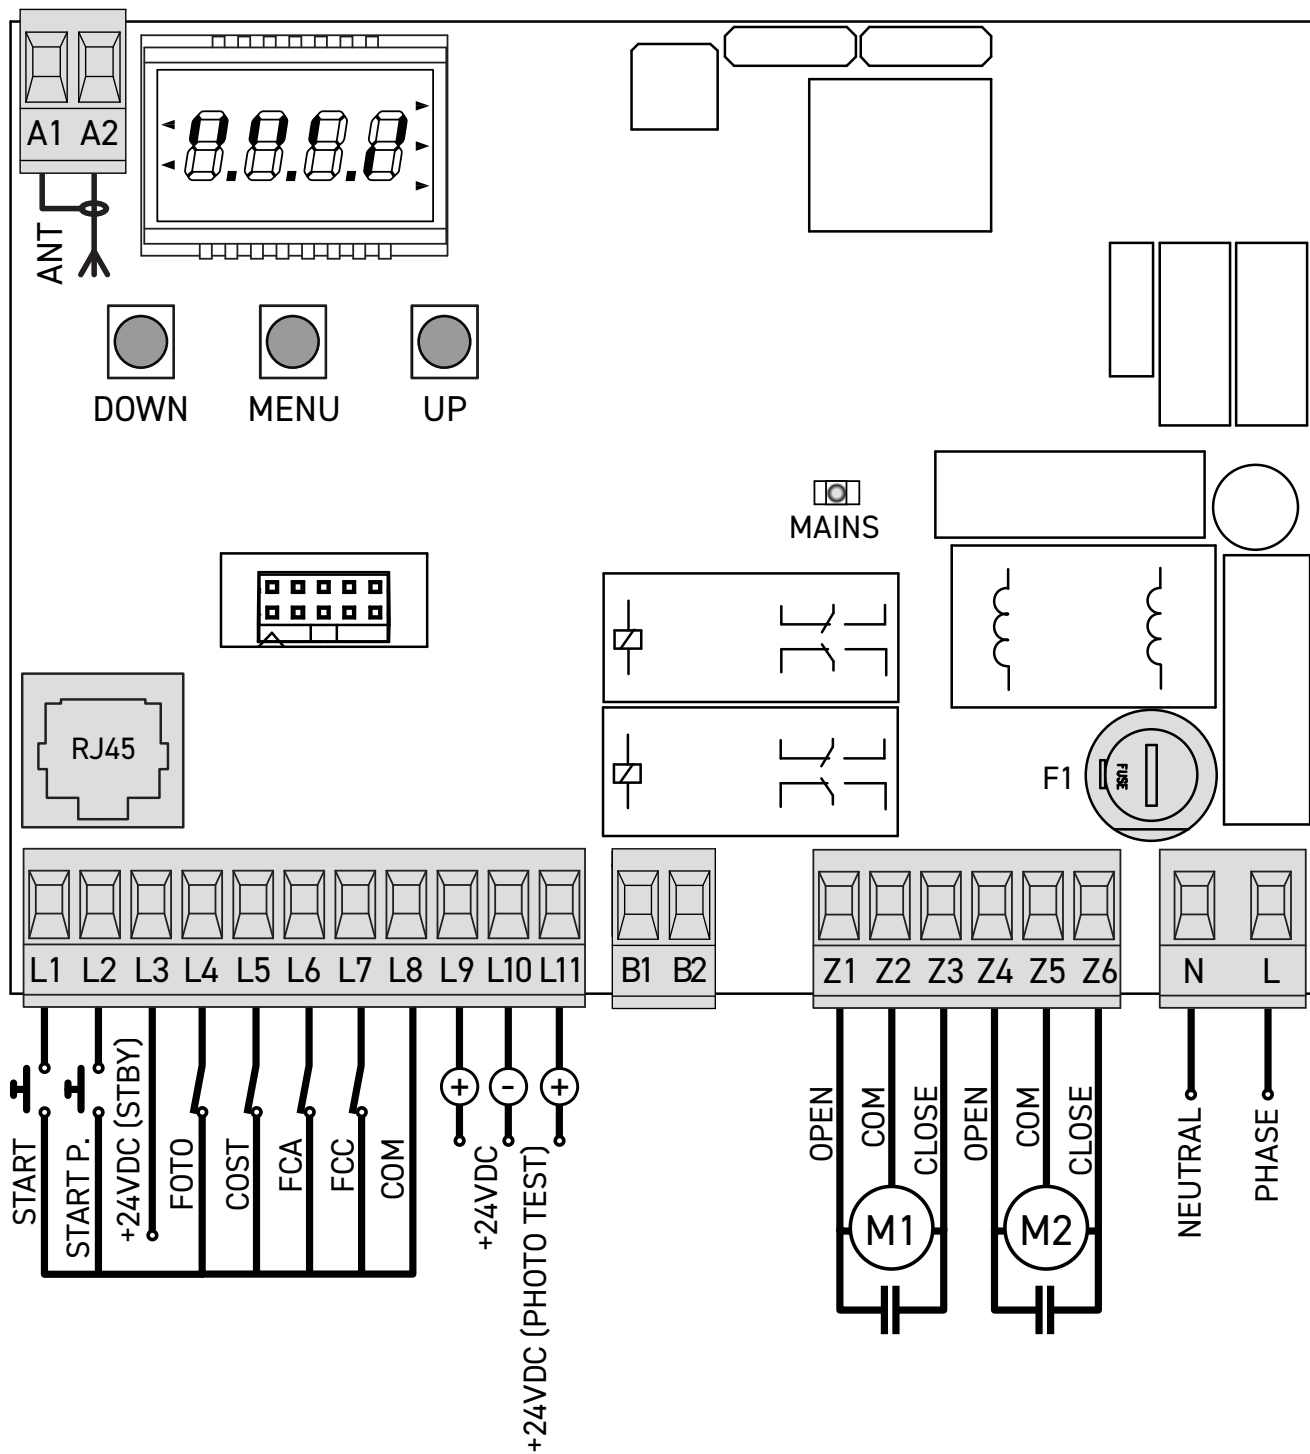 A1 A2
ANT
DOWN MENU UP
MAINS
RJ45
F1
FUSE
L1 L2 L3 L4 L5 L6 L7 L8 L9 L10 L11
B1 B2
Z1 Z2 Z3 Z4 Z5 Z6
N L
START
START P.
+24VDC (STBY)
FOTO
COST
FCA
FCC
COM
+ - +
+24VDC
+24VDC (PHOTO TEST)
OPEN
COM
CLOSE
OPEN
COM
CLOSE
M1 M2
NEUTRAL
PHASE